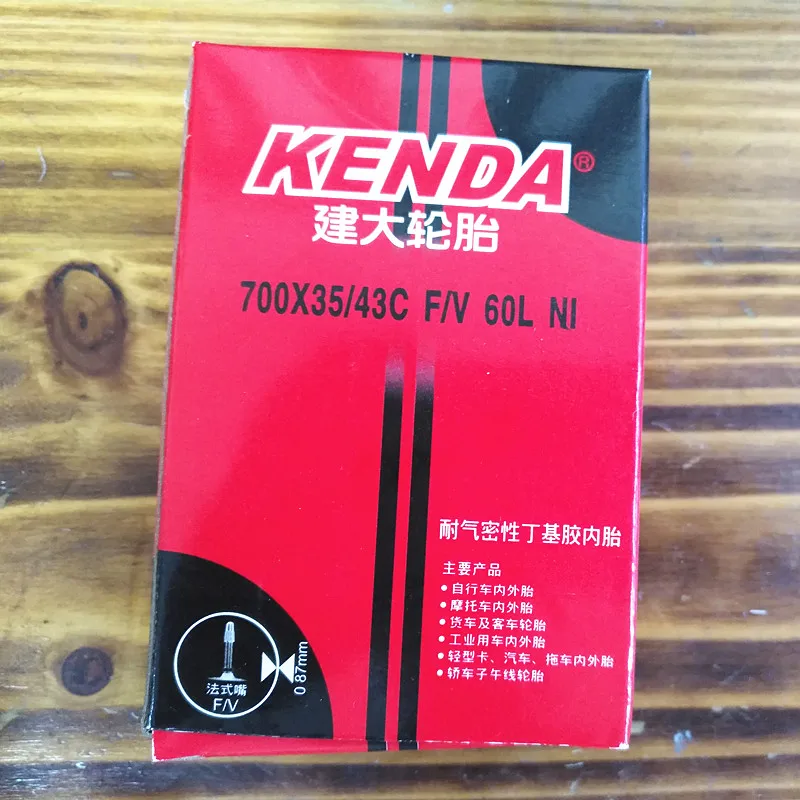 KENDA®
建大轮胎
700X35/43C F/V 60L NI
耐气密性丁基胶内胎
主要产品
•自行车内外胎
•摩托车内外胎
•货车及客车轮胎
•工业用车内外胎
•轻型卡、汽车、拖车内外胎
•轿车子午线轮胎
法式嘴
F/V
0.87mm